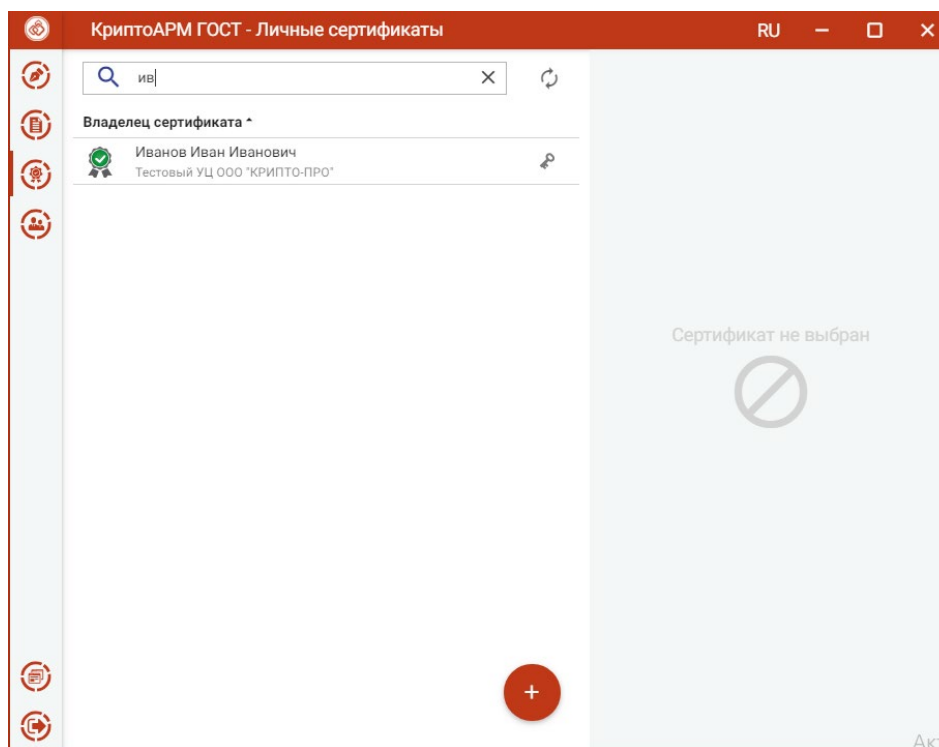 КриптоАРМ ГОСТ - Личные сертификаты
RU
ив
Владелец сертификата
Иванов Иван Иванович
Тестовый УЦ ООО "КРИПТО-ПРО"
Сертификат не выбран